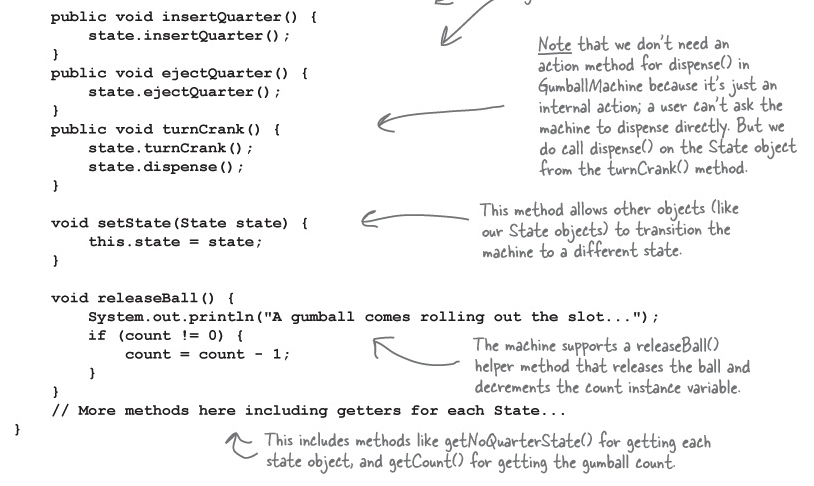 public void insertQuarter() {
state.insertQuarter();
}
public void ejectQuarter() {
state.ejectQuarter();
}
public void turnCrank() {
state.turnCrank();
state.dispense();
}
Note that we don't need an
action method for dispense() in
GumballMachine because it's just an
internal action; a user can't ask the
machine to dispense directly. But we
do call dispense() on the State object
from the turnCrank() method.
void setState(State state) {
this.state = state;
}
This method allows other objects (like
our State objects) to transition the
machine to a different state.
void releaseBall() {
System.out.println("A gumball comes rolling out the slot...");
if (count != 0) {
count = count - 1;
}
}
The machine supports a releaseBall()
helper method that releases the ball and
decrements the count instance variable.
// More methods here including getters for each State...
}
This includes methods like getNoQuarterState() for getting each
state object, and getCount() for getting the gumball count.